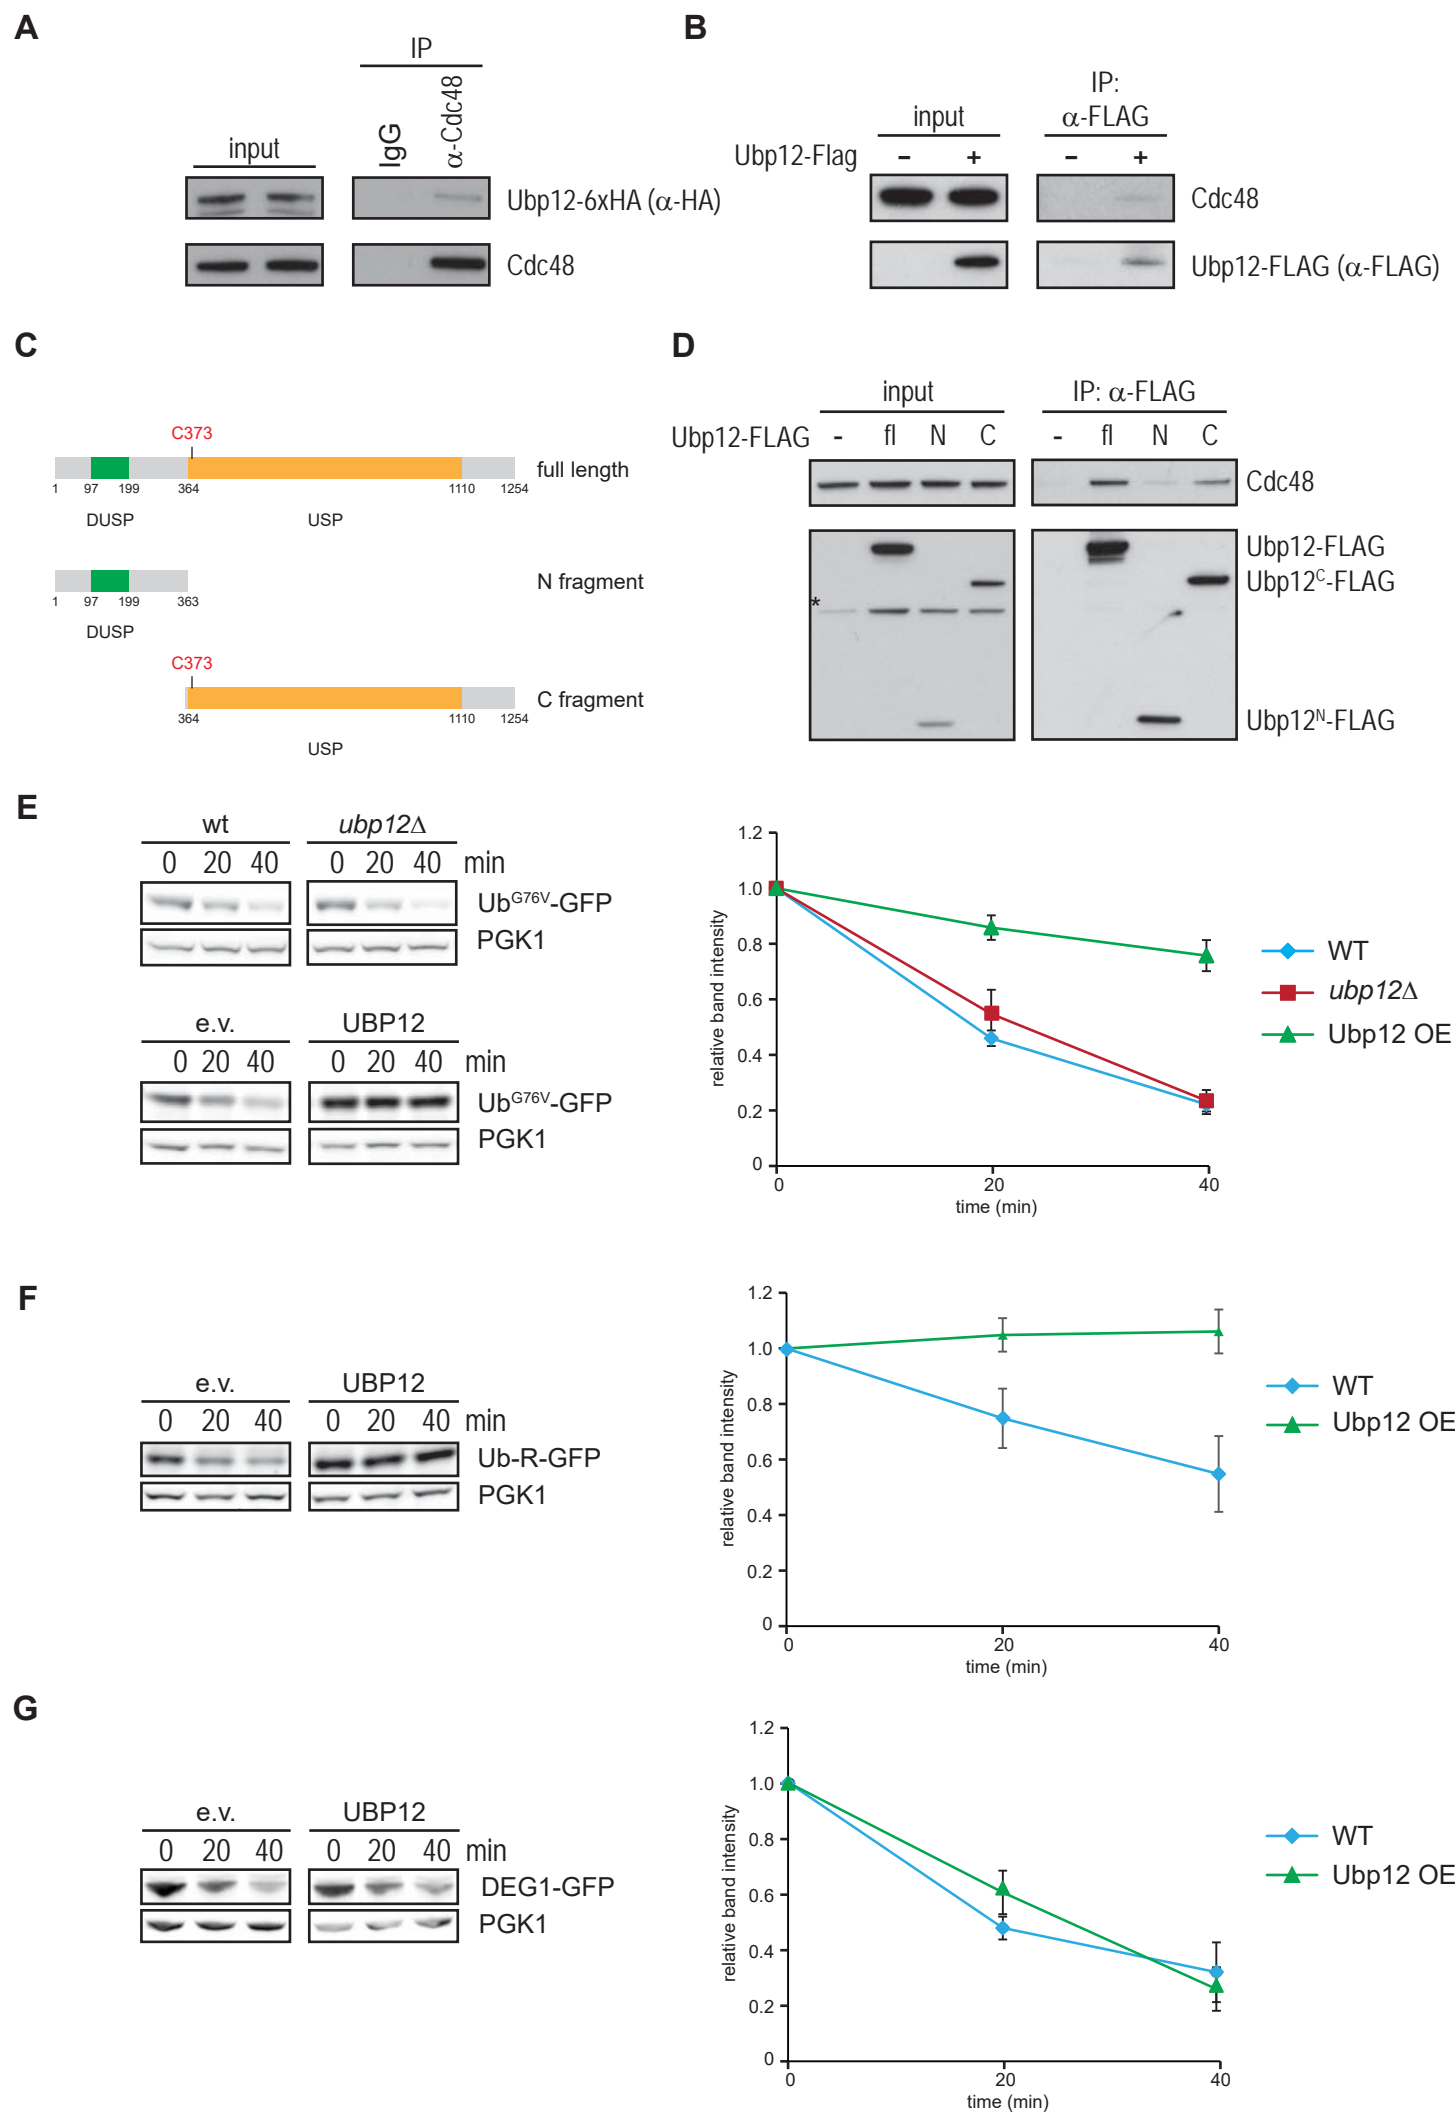 A
IP
input
IgG
α-Cdc48
Ubp12-6xHA (α-HA)
Cdc48
B
IP:
input
α-FLAG
Ubp12-Flag
–
+
–
+
Cdc48
Ubp12-FLAG (α-FLAG)
C
C373
full length
1 97 199 364 1110 1254
DUSP USP
N fragment
1 97 199 363
DUSP
C373
C fragment
364 1110 1254
USP
D
input IP: α-FLAG
Ubp12-FLAG - fl N C - fl N C
Cdc48
Ubp12-FLAG
Ubp12ᶜ-FLAG
*
Ubp12ᴺ-FLAG
E
wt ubp12Δ
0 20 40 0 20 40 min
Ubᴳ⁷⁶ⱽ-GFP
PGK1
e.v. UBP12
0 20 40 0 20 40 min
Ubᴳ⁷⁶ⱽ-GFP
PGK1
1.2
1.0
0.8
0.6
0.4
0.2
0
relative band intensity
0 20 40
time (min)
WT
ubp12Δ
Ubp12 OE
F
e.v. UBP12
0 20 40 0 20 40 min
Ub-R-GFP
PGK1
1.2
1.0
0.8
0.6
0.4
0.2
0
relative band intensity
0 20 40
time (min)
WT
Ubp12 OE
G
e.v. UBP12
0 20 40 0 20 40 min
DEG1-GFP
PGK1
1.2
1.0
0.8
0.6
0.4
0.2
0
relative band intensity
0 20 40
time (min)
WT
Ubp12 OE